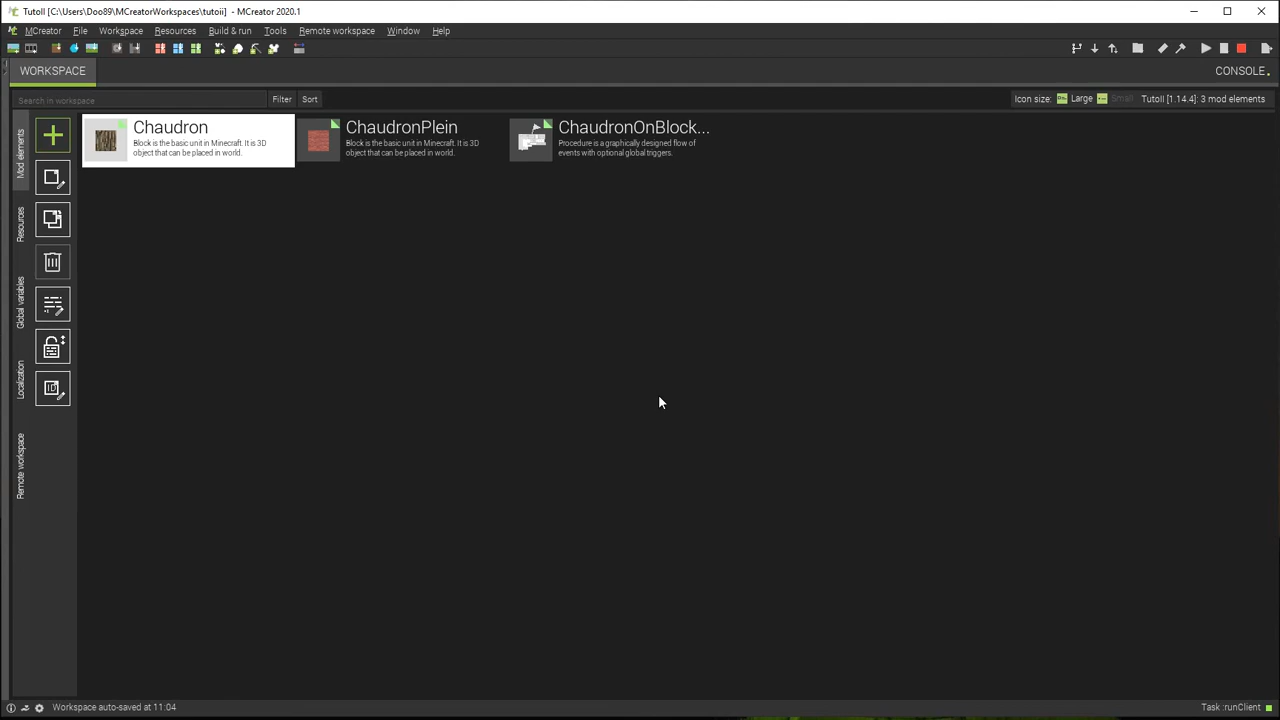 Tutoll [C:\Users\Doo89\MCreatorWorkspaces\tutoii] - MCreator 2020.1
MCreator File Workspace Resources Build & run Tools Remote workspace Window Help
WORKSPACE
CONSOLE
Search in workspace
Filter Sort
Icon size: Large Small Tutoll [1.14.4]: 3 mod elements
Mod elements
Resources
Global variables
Localization
Remote workspace
Chaudron
Block is the basic unit in Minecraft. It is 3D
object that can be placed in world.
ChaudronPlein
Block is the basic unit in Minecraft. It is 3D
object that can be placed in world.
ChaudronOnBlock...
Procedure is a graphically designed flow of
events with optional global triggers.
ID
Workspace auto-saved at 11:04
Task :runClient